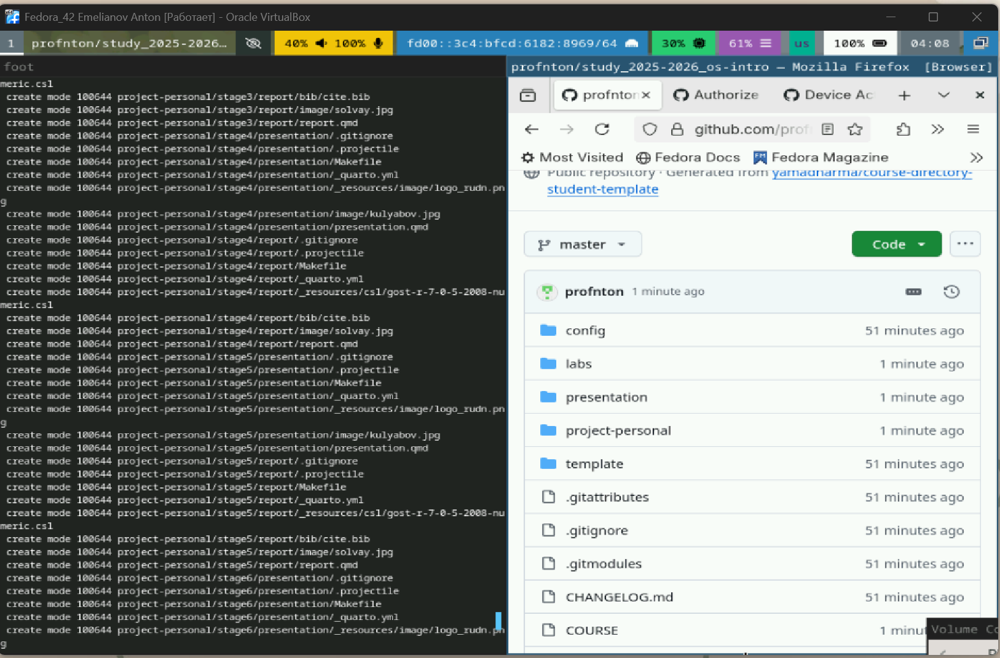 Fedora_42 Emelianov Anton [Работает] - Oracle VirtualBox
1 profnton/study_2025-2026… 40% 100% fd00::3c4:bfcd:6182:8969/64 30% 61% us 100% 04:08
foot
meric.csl
create mode 100644 project-personal/stage3/report/bib/cite.bib
create mode 100644 project-personal/stage3/report/image/solvay.jpg
create mode 100644 project-personal/stage3/report/report.qmd
create mode 100644 project-personal/stage4/presentation/.gitignore
create mode 100644 project-personal/stage4/presentation/.projectile
create mode 100644 project-personal/stage4/presentation/Makefile
create mode 100644 project-personal/stage4/presentation/_quarto.yml
create mode 100644 project-personal/stage4/presentation/_resources/image/logo_rudn.pn
g
create mode 100644 project-personal/stage4/presentation/image/kulyabov.jpg
create mode 100644 project-personal/stage4/presentation/presentation.qmd
create mode 100644 project-personal/stage4/report/.gitignore
create mode 100644 project-personal/stage4/report/.projectile
create mode 100644 project-personal/stage4/report/Makefile
create mode 100644 project-personal/stage4/report/_quarto.yml
create mode 100644 project-personal/stage4/report/_resources/csl/gost-r-7-0-5-2008-nu
meric.csl
create mode 100644 project-personal/stage4/report/bib/cite.bib
create mode 100644 project-personal/stage4/report/image/solvay.jpg
create mode 100644 project-personal/stage4/report/report.qmd
create mode 100644 project-personal/stage5/presentation/.gitignore
create mode 100644 project-personal/stage5/presentation/.projectile
create mode 100644 project-personal/stage5/presentation/Makefile
create mode 100644 project-personal/stage5/presentation/_quarto.yml
create mode 100644 project-personal/stage5/presentation/_resources/image/logo_rudn.pn
g
create mode 100644 project-personal/stage5/presentation/image/kulyabov.jpg
create mode 100644 project-personal/stage5/presentation/presentation.qmd
create mode 100644 project-personal/stage5/report/.gitignore
create mode 100644 project-personal/stage5/report/.projectile
create mode 100644 project-personal/stage5/report/Makefile
create mode 100644 project-personal/stage5/report/_quarto.yml
create mode 100644 project-personal/stage5/report/_resources/csl/gost-r-7-0-5-2008-nu
meric.csl
create mode 100644 project-personal/stage5/report/bib/cite.bib
create mode 100644 project-personal/stage5/report/image/solvay.jpg
create mode 100644 project-personal/stage5/report/report.qmd
create mode 100644 project-personal/stage6/presentation/.gitignore
create mode 100644 project-personal/stage6/presentation/.projectile
create mode 100644 project-personal/stage6/presentation/Makefile
create mode 100644 project-personal/stage6/presentation/_quarto.yml
create mode 100644 project-personal/stage6/presentation/_resources/image/logo_rudn.pn
g
profnton/study_2025-2026_os-intro — Mozilla Firefox [Browser]
profnton Authorize Device Ac
github.com/prof
Most Visited Fedora Docs Fedora Magazine
Public repository · Generated from yamadharma/course-directory-
student-template
master Code
profnton 1 minute ago
config 51 minutes ago
labs 1 minute ago
presentation 1 minute ago
project-personal 1 minute ago
template 51 minutes ago
.gitattributes 51 minutes ago
.gitignore 51 minutes ago
.gitmodules 51 minutes ago
CHANGELOG.md 51 minutes ago
COURSE 1 minut
Volume Co